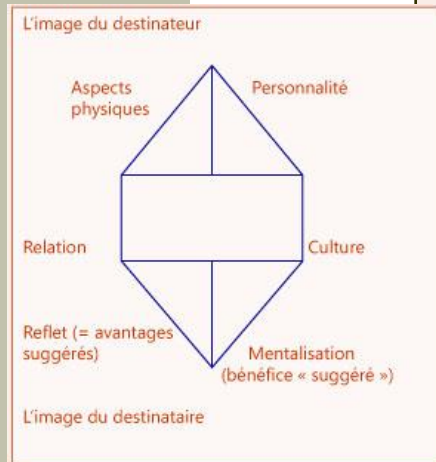 L'image du destinateur
Aspects
physiques
Personnalité
Relation
Culture
Reflet (= avantages
suggérés)
Mentalisation
(bénéfice « suggéré »)
L'image du destinataire